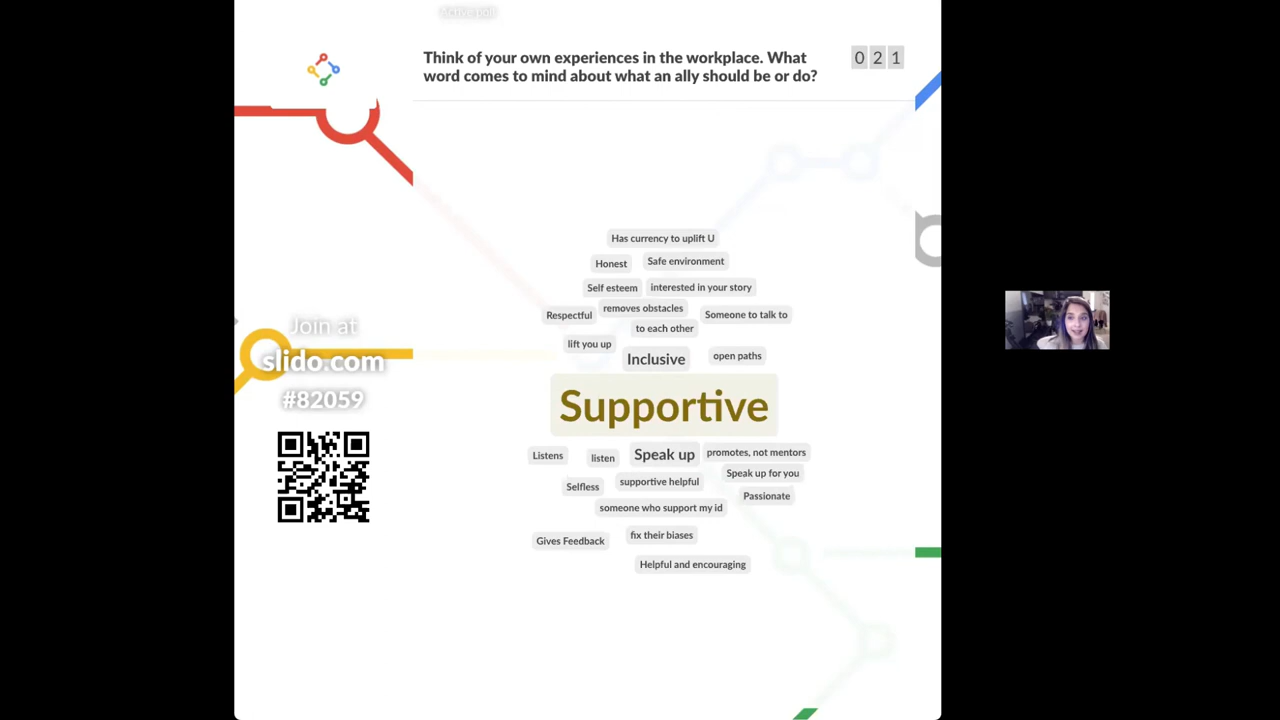 Active poll
Think of your own experiences in the workplace. What
word comes to mind about what an ally should be or do?
021
Join at
slido.com
#82059
Has currency to uplift U
Honest
Safe environment
Self esteem
interested in your story
Respectful
removes obstacles
Someone to talk to
to each other
lift you up
Inclusive
open paths
Supportive
Listens
listen
Speak up
promotes, not mentors
Speak up for you
Selfless
supportive helpful
Passionate
someone who support my id
Gives Feedback
fix their biases
Helpful and encouraging